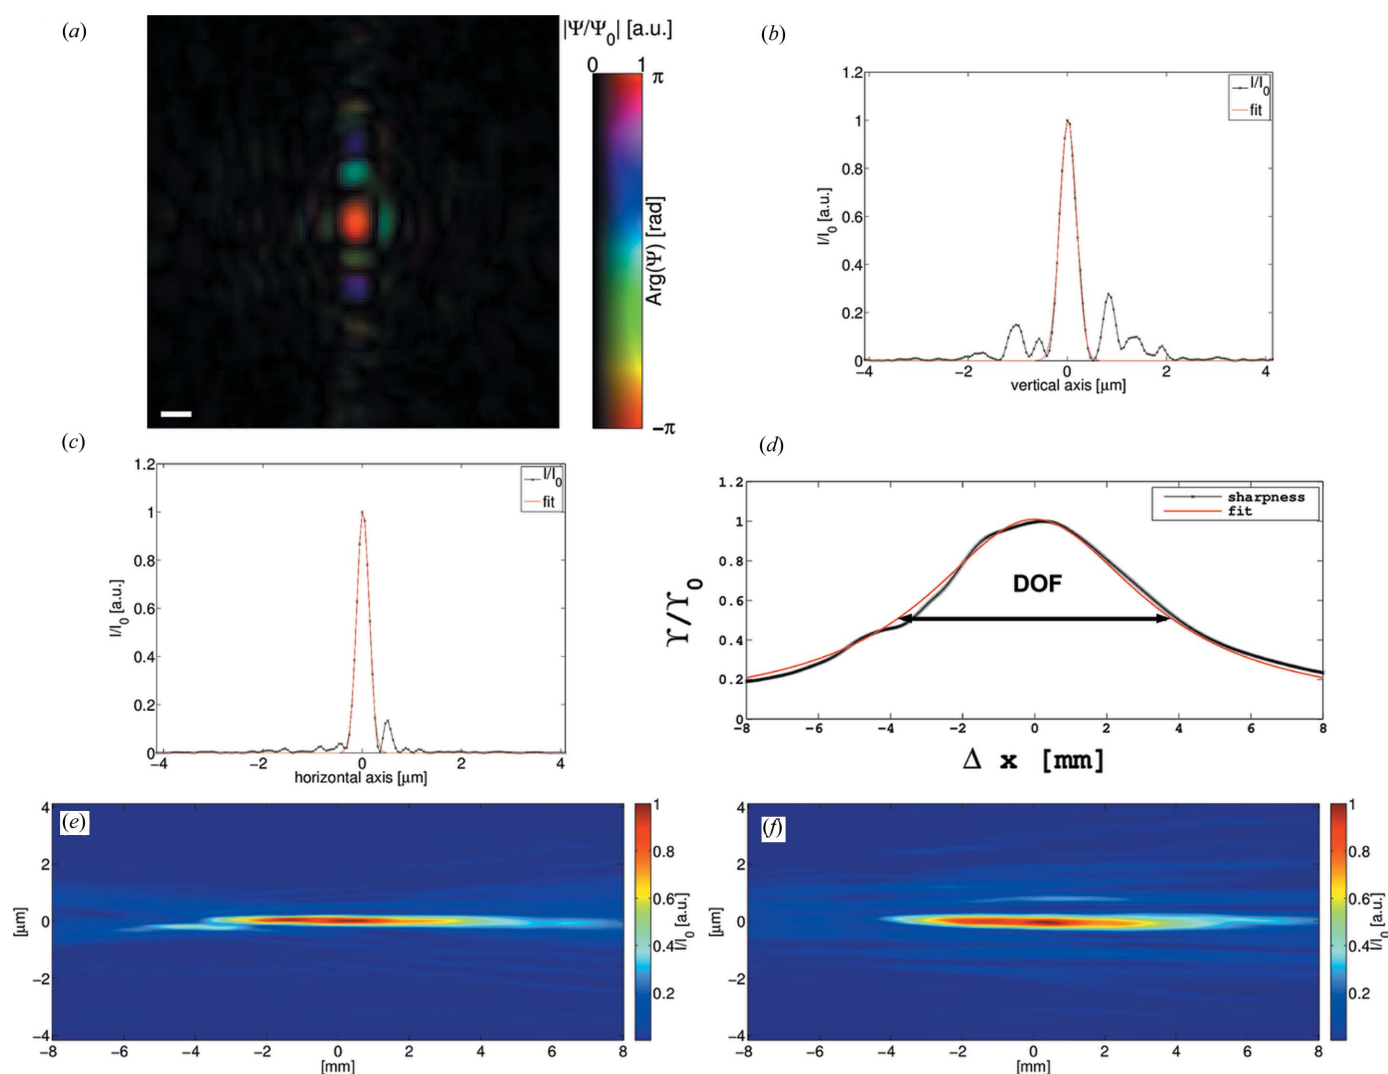 (a)
|Ψ/Ψ0| [a.u.]
0 1
π
Arg(Ψ) [rad]
−π
(b)
1.2
1
0.8
0.6
0.4
0.2
0
I/I0 [a.u.]
I/I0
fit
−4 −2 0 2 4
vertical axis [μm]
(c)
1.2
1
0.8
0.6
0.4
0.2
0
I/I0 [a.u.]
I/I0
fit
−4 −2 0 2 4
horizontal axis [μm]
(d)
1.2
1
0.8
0.6
0.4
0.2
0
ϒ/ϒ0
sharpness
fit
DOF
−8 −6 −4 −2 0 2 4 6 8
Δ x [mm]
(e)
4
2
0
−2
−4
[μm]
−8 −6 −4 −2 0 2 4 6 8
[mm]
1
0.8
0.6
0.4
0.2
I/I0 [a.u.]
(f)
4
2
0
−2
−4
[μm]
−8 −6 −4 −2 0 2 4 6 8
[mm]
1
0.8
0.6
0.4
0.2
I/I0 [a.u.]